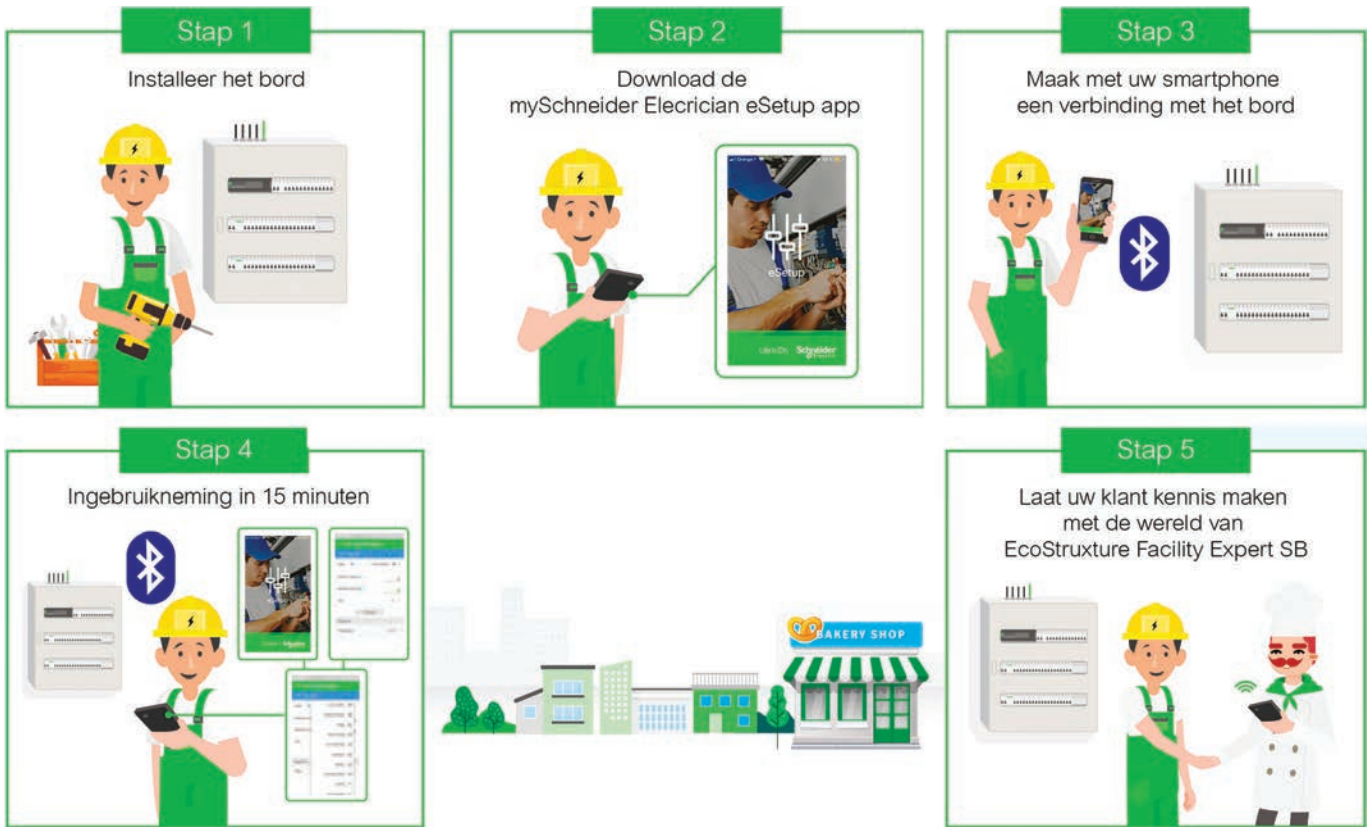 Stap 1
Installeer het bord
Stap 2
Download de
mySchneider Elecrician eSetup app
eSetup
Schneider
Stap 3
Maak met uw smartphone
een verbinding met het bord
Stap 4
Ingebruikneming in 15 minuten
BAKERY SHOP
Stap 5
Laat uw klant kennis maken
met de wereld van
EcoStruxture Facility Expert SB